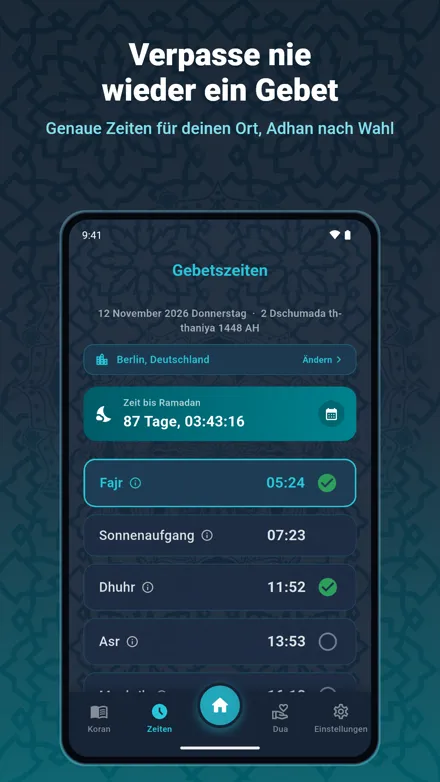 Verpasse nie
wieder ein Gebet
Genaue Zeiten für deinen Ort, Adhan nach Wahl
9:41
Gebetszeiten
12 November 2026 Donnerstag · 2 Dschumada th-
thaniya 1448 AH
Berlin, Deutschland Ändern
Zeit bis Ramadan
87 Tage, 03:43:16
Fajr 05:24
Sonnenaufgang 07:23
Dhuhr 11:52
Asr 13:53
Koran Zeiten Dua Einstellungen